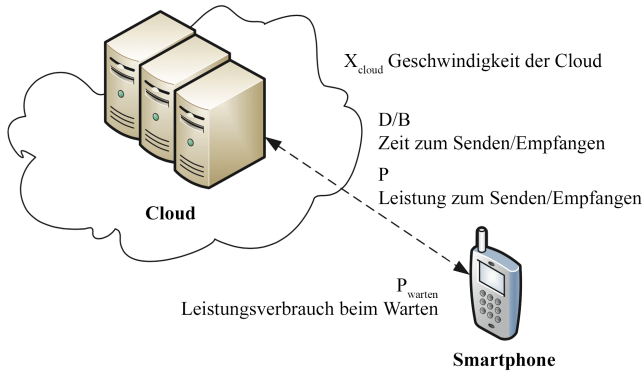 X_cloud Geschwindigkeit der Cloud
D/B
Zeit zum Senden/Empfangen
P
Leistung zum Senden/Empfangen
Cloud
P_warten
Leistungsverbrauch beim Warten
Smartphone